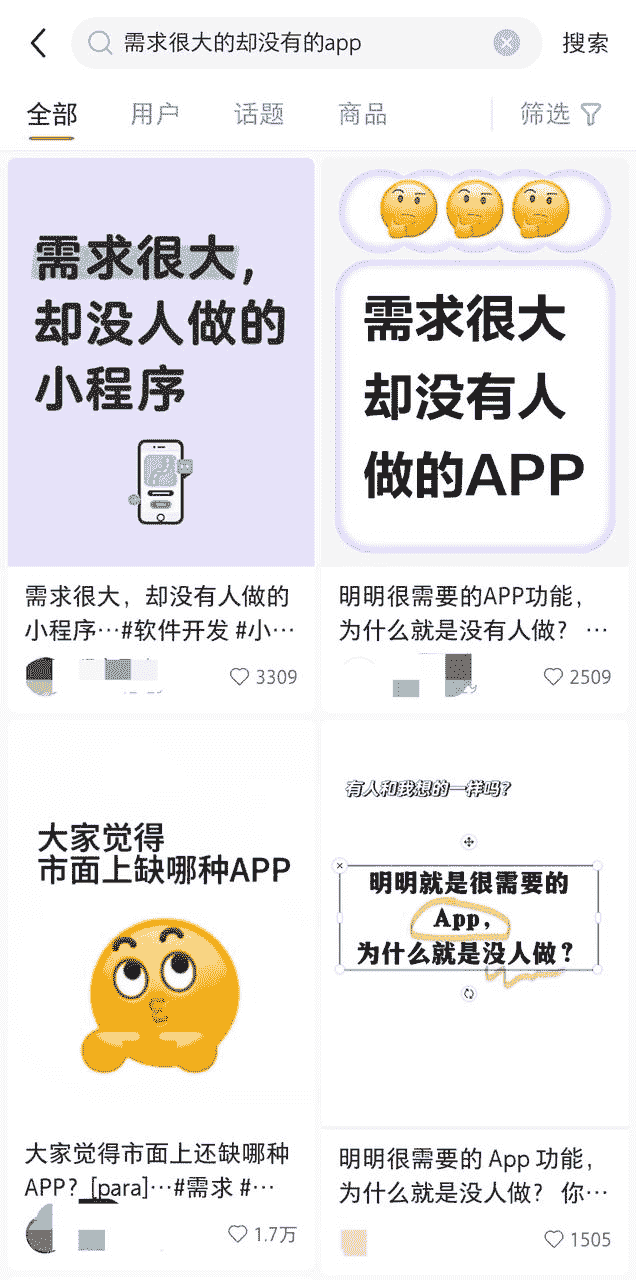 需求很大的却没有的app
搜索
全部
用户
话题
商品
筛选
需求很大，
却没人做的
小程序
需求很大，却没有人做的
小程序…#软件开发 #小…
3309
需求很大
却没有人
做的APP
明明很需要的APP功能，
为什么就是没有人做？ …
2509
大家觉得
市面上缺哪种APP
大家觉得市面上还缺哪种
APP？[para]…#需求 #…
1.7万
有人和我想的一样吗?
明明就是很需要的
App，
为什么就是没人做？
明明很需要的 App 功能，
为什么就是没人做？ 你…
1505